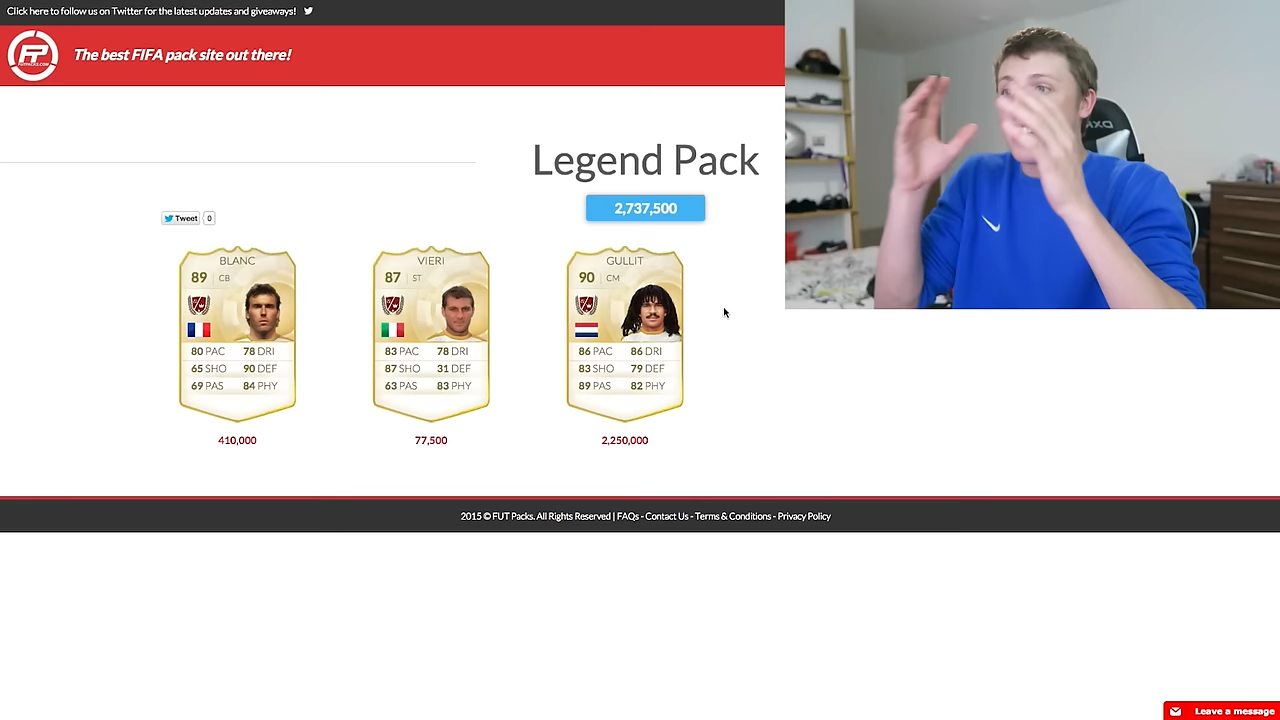 Click here to follow us on Twitter for the latest updates and giveaways!
FP
FUTPACKS.COM
The best FIFA pack site out there!
Legend Pack
2,737,500
Tweet 0
BLANC
89 CB
80 PAC 78 DRI
65 SHO 90 DEF
69 PAS 84 PHY
410,000
VIERI
87 ST
83 PAC 78 DRI
87 SHO 31 DEF
63 PAS 83 PHY
77,500
GULLIT
90 CM
86 PAC 86 DRI
83 SHO 79 DEF
89 PAS 82 PHY
2,250,000
2015 © FUT Packs. All Rights Reserved | FAQs - Contact Us - Terms & Conditions - Privacy Policy
Leave a message